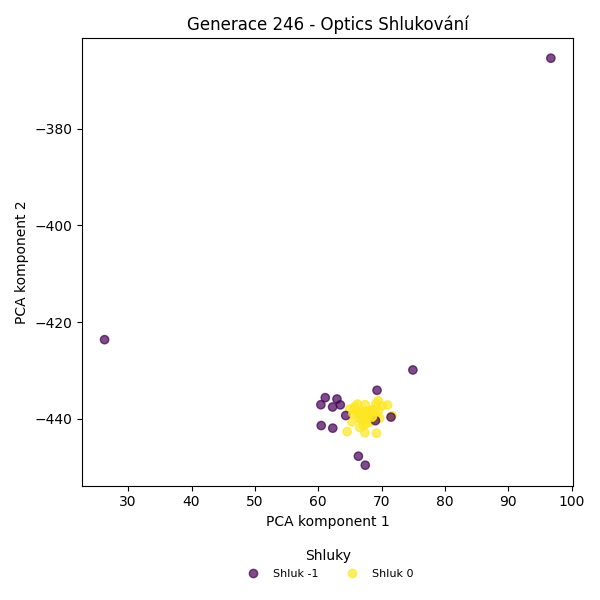 Generace 246 - Optics Shlukování
−380
−400
−420
−440
PCA komponent 2
30 40 50 60 70 80 90 100
PCA komponent 1
Shluky
Shluk -1 Shluk 0